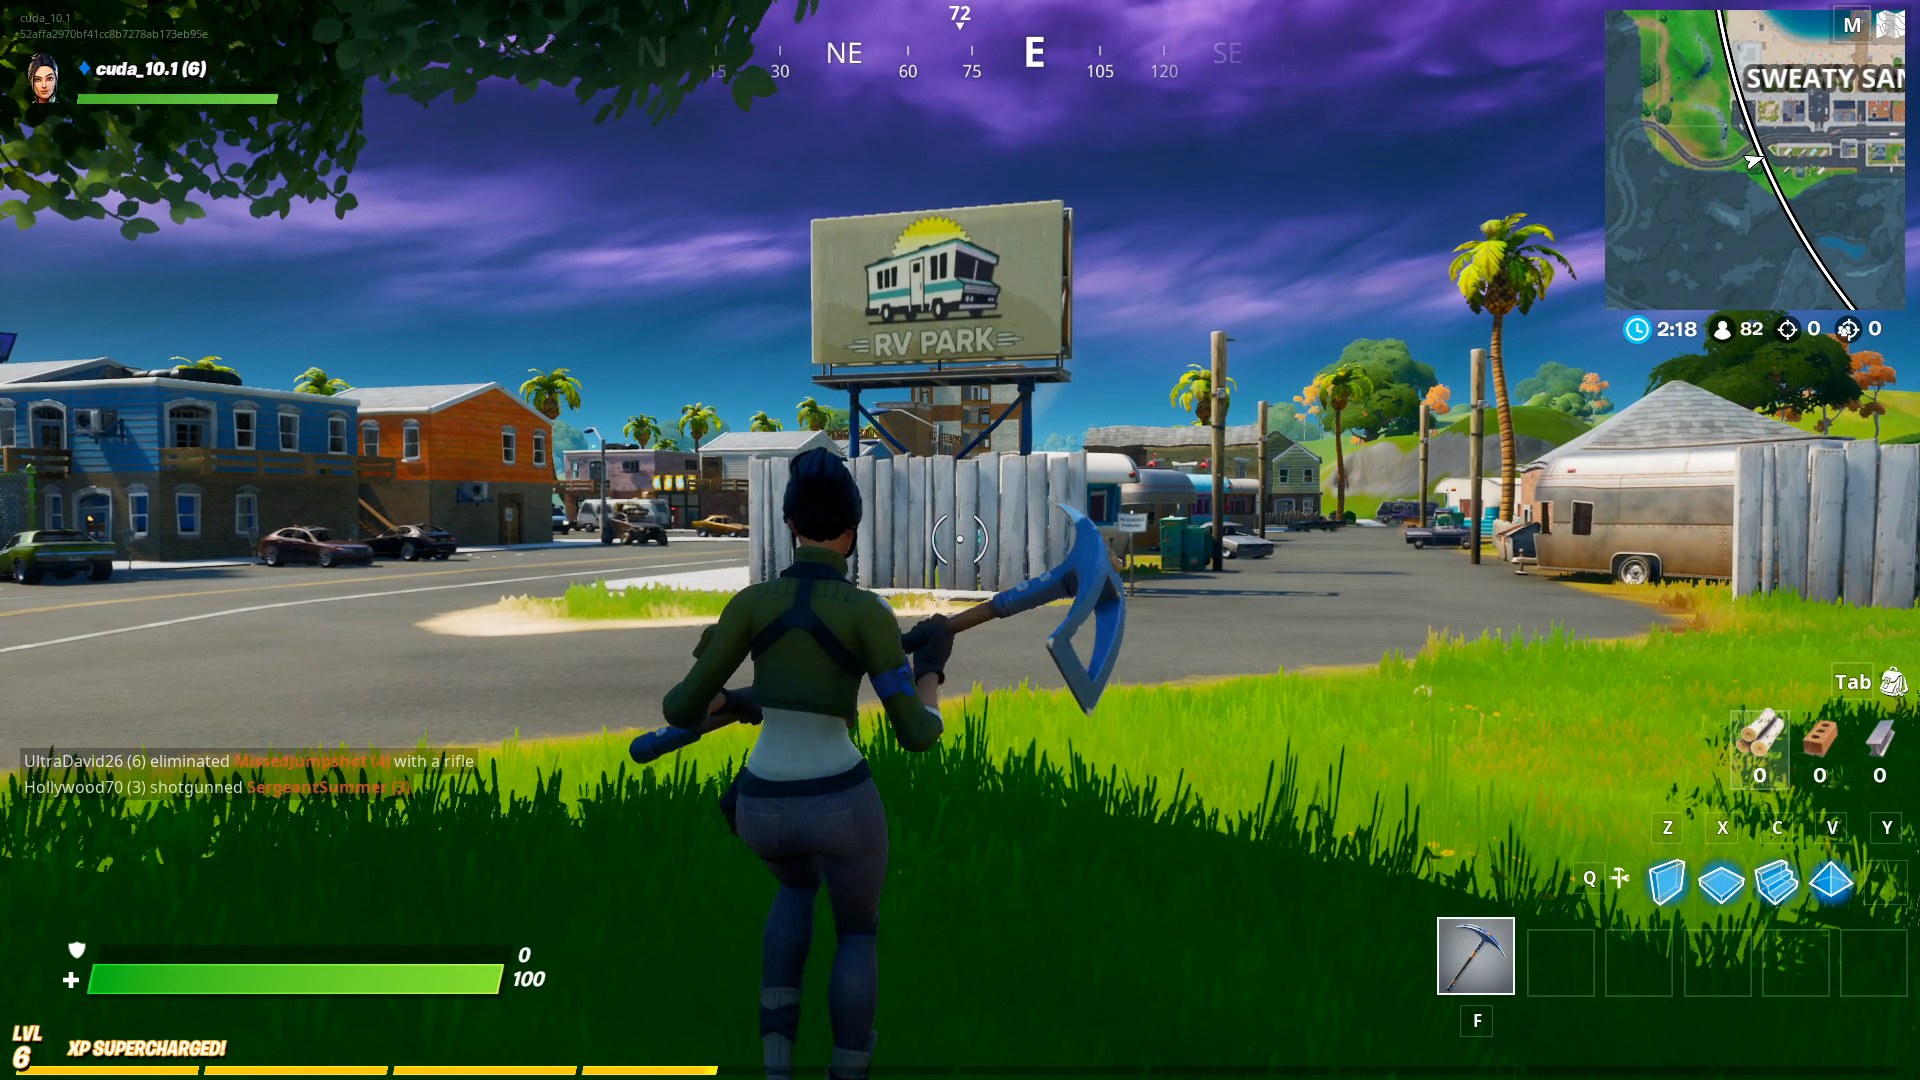 cuda_10.1
52affa2970bf41cc8b7278ab173eb95e
cuda_10.1 (6)
72
N 15 30 NE 60 75 E 105 120 SE 150
M
SWEATY SAN
2:18 82 0 0
RV PARK
UltraDavid26 (6) eliminated MissedJumpshot (4) with a rifle
Hollywood70 (3) shotgunned SergeantSummer (3)
Tab
0 0 0
Z X C V Y
Q
0
100
F
LVL
6
XP SUPERCHARGED!